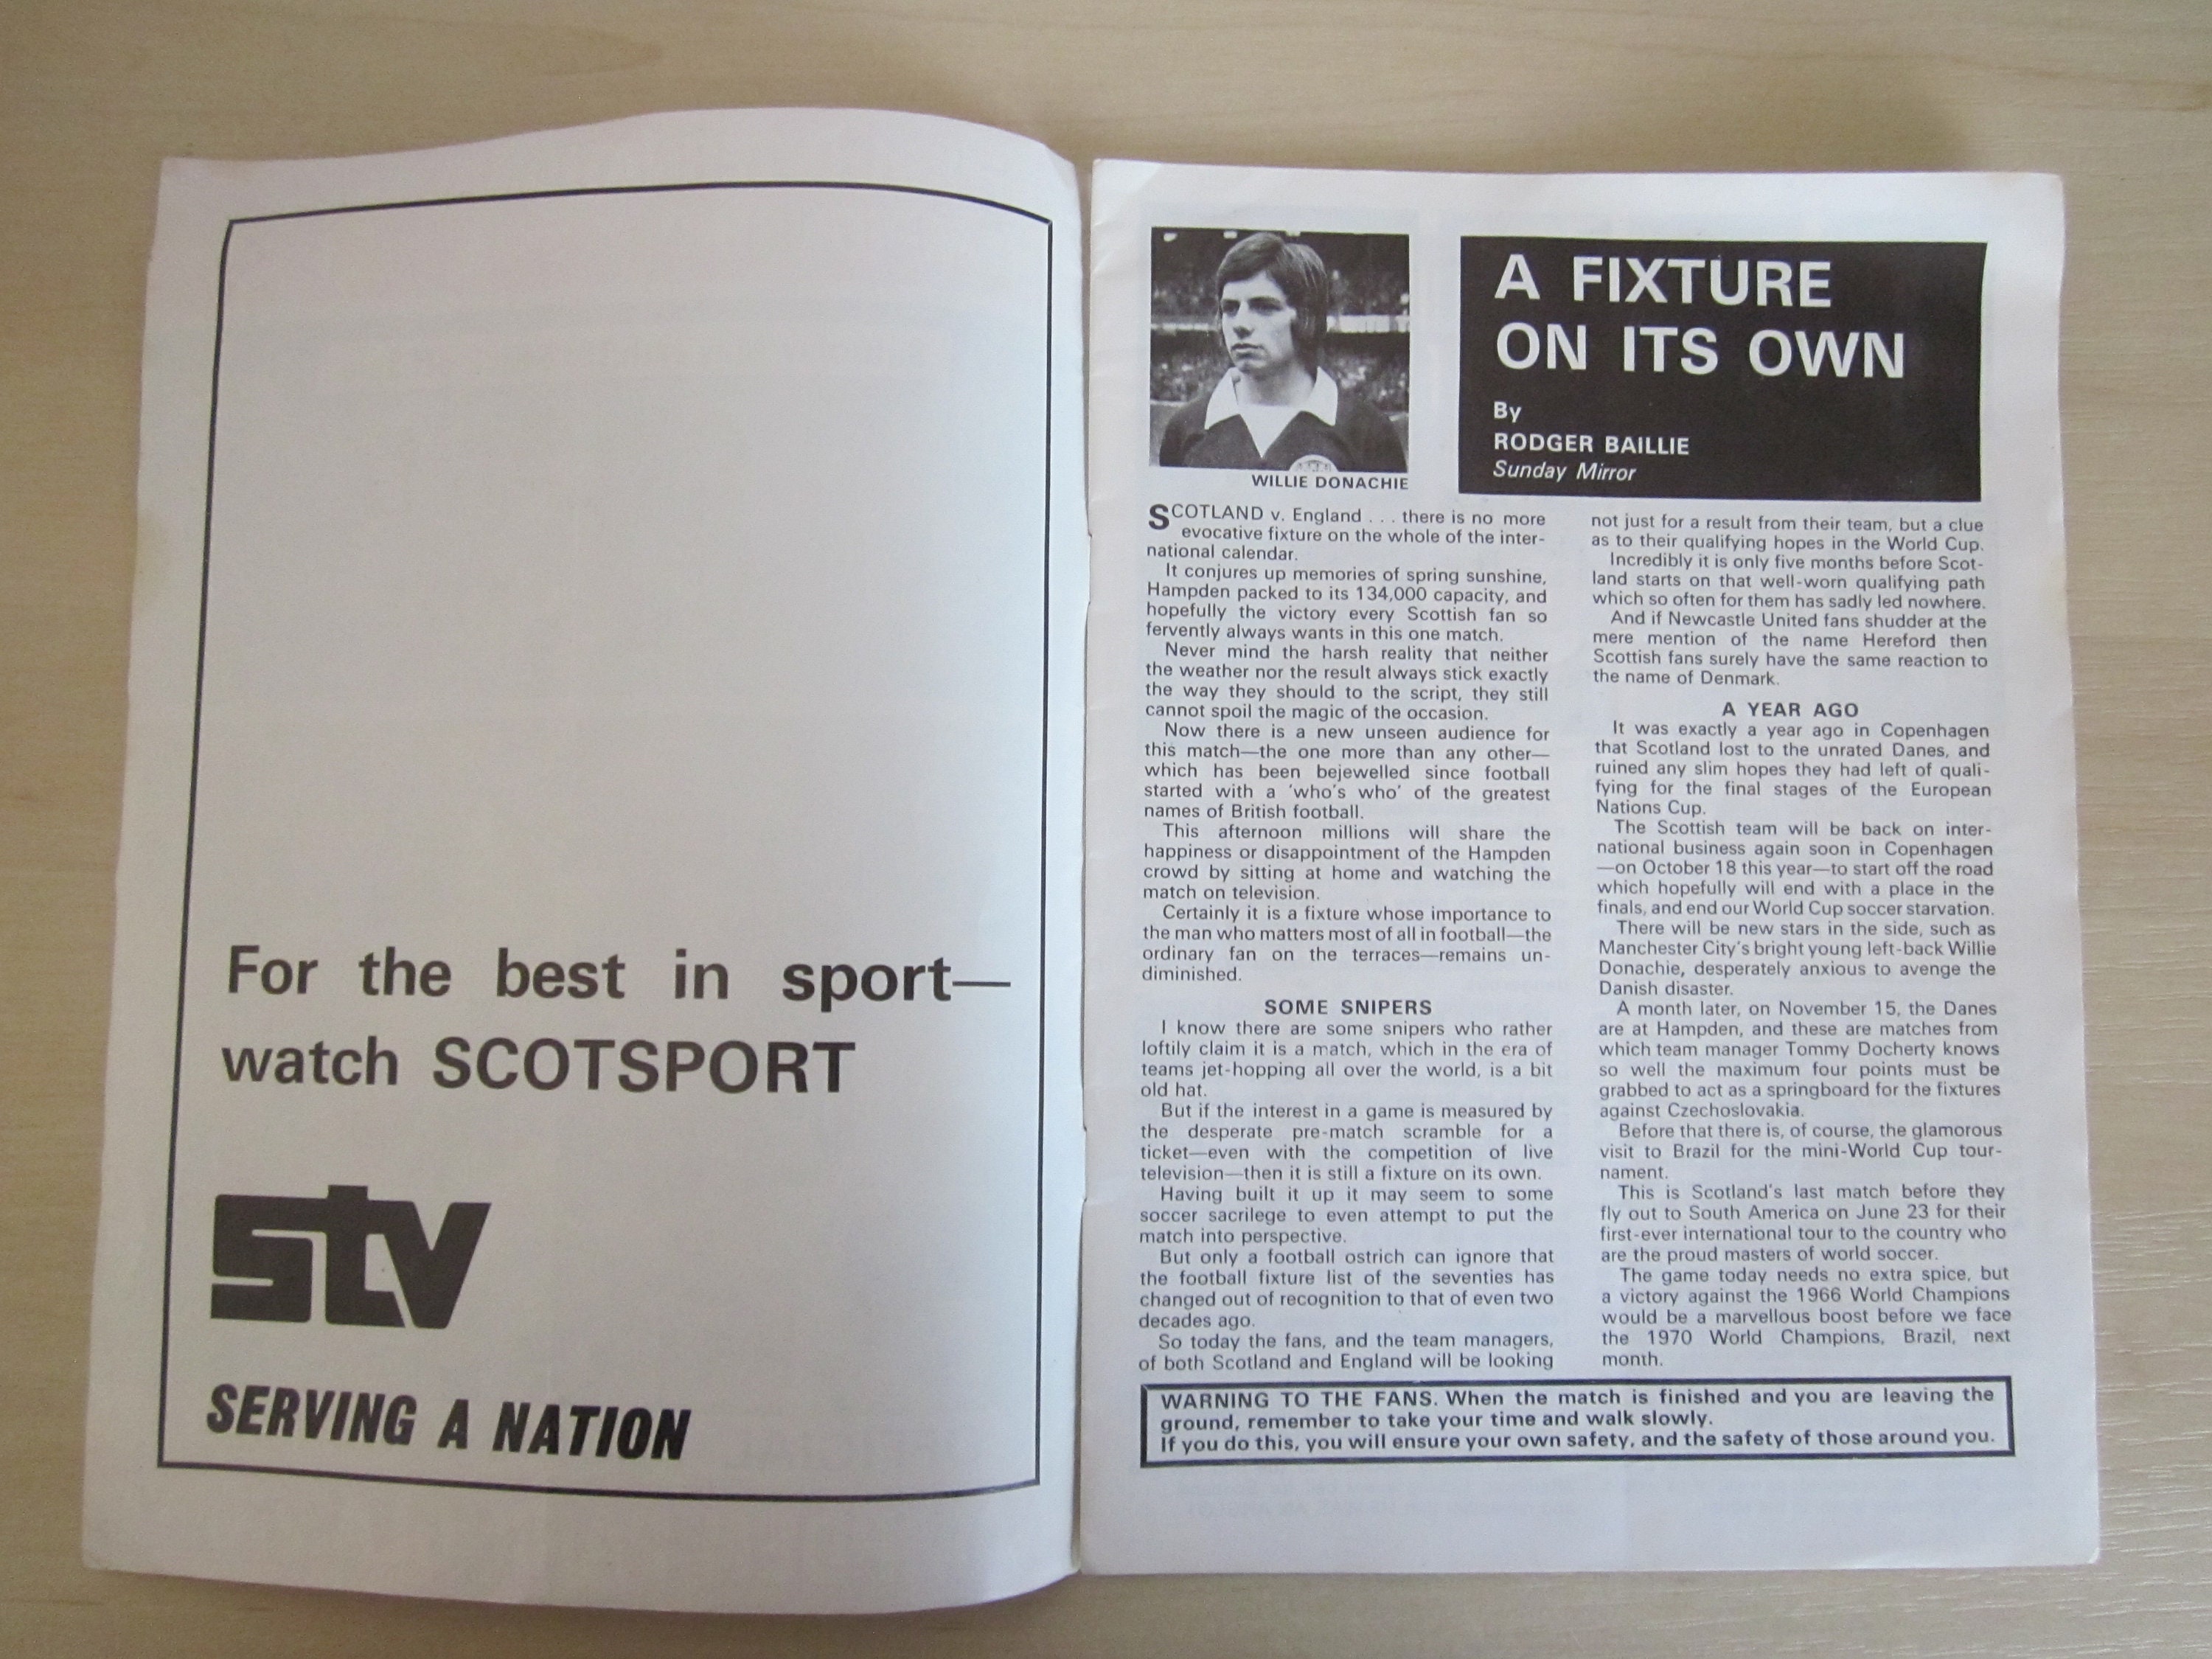 For the best in sport—
watch SCOTSPORT
stv
SERVING A NATION
WILLIE DONACHIE
A FIXTURE
ON ITS OWN
By
RODGER BAILLIE
Sunday Mirror
SCOTLAND v. England . . . there is no more
evocative fixture on the whole of the inter-
national calendar.
It conjures up memories of spring sunshine,
Hampden packed to its 134,000 capacity, and
hopefully the victory every Scottish fan so
fervently always wants in this one match.
Never mind the harsh reality that neither
the weather nor the result always stick exactly
the way they should to the script, they still
cannot spoil the magic of the occasion.
Now there is a new unseen audience for
this match—the one more than any other—
which has been bejewelled since football
started with a 'who's who' of the greatest
names of British football.
This afternoon millions will share the
happiness or disappointment of the Hampden
crowd by sitting at home and watching the
match on television.
Certainly it is a fixture whose importance to
the man who matters most of all in football—the
ordinary fan on the terraces—remains un-
diminished.
SOME SNIPERS
I know there are some snipers who rather
loftily claim it is a match, which in the era of
teams jet-hopping all over the world, is a bit
old hat.
But if the interest in a game is measured by
the desperate pre-match scramble for a
ticket—even with the competition of live
television—then it is still a fixture on its own.
Having built it up it may seem to some
soccer sacrilege to even attempt to put the
match into perspective.
But only a football ostrich can ignore that
the football fixture list of the seventies has
changed out of recognition to that of even two
decades ago.
So today the fans, and the team managers,
of both Scotland and England will be looking
not just for a result from their team, but a clue
as to their qualifying hopes in the World Cup.
Incredibly it is only five months before Scot-
land starts on that well-worn qualifying path
which so often for them has sadly led nowhere.
And if Newcastle United fans shudder at the
mere mention of the name Hereford then
Scottish fans surely have the same reaction to
the name of Denmark.
A YEAR AGO
It was exactly a year ago in Copenhagen
that Scotland lost to the unrated Danes, and
ruined any slim hopes they had left of quali-
fying for the final stages of the European
Nations Cup.
The Scottish team will be back on inter-
national business again soon in Copenhagen
—on October 18 this year—to start off the road
which hopefully will end with a place in the
finals, and end our World Cup soccer starvation.
There will be new stars in the side, such as
Manchester City's bright young left-back Willie
Donachie, desperately anxious to avenge the
Danish disaster.
A month later, on November 15, the Danes
are at Hampden, and these are matches from
which team manager Tommy Docherty knows
so well the maximum four points must be
grabbed to act as a springboard for the fixtures
against Czechoslovakia.
Before that there is, of course, the glamorous
visit to Brazil for the mini-World Cup tour-
nament.
This is Scotland's last match before they
fly out to South America on June 23 for their
first-ever international tour to the country who
are the proud masters of world soccer.
The game today needs no extra spice, but
a victory against the 1966 World Champions
would be a marvellous boost before we face
the 1970 World Champions, Brazil, next
month.
WARNING TO THE FANS. When the match is finished and you are leaving the
ground, remember to take your time and walk slowly.
If you do this, you will ensure your own safety, and the safety of those around you.